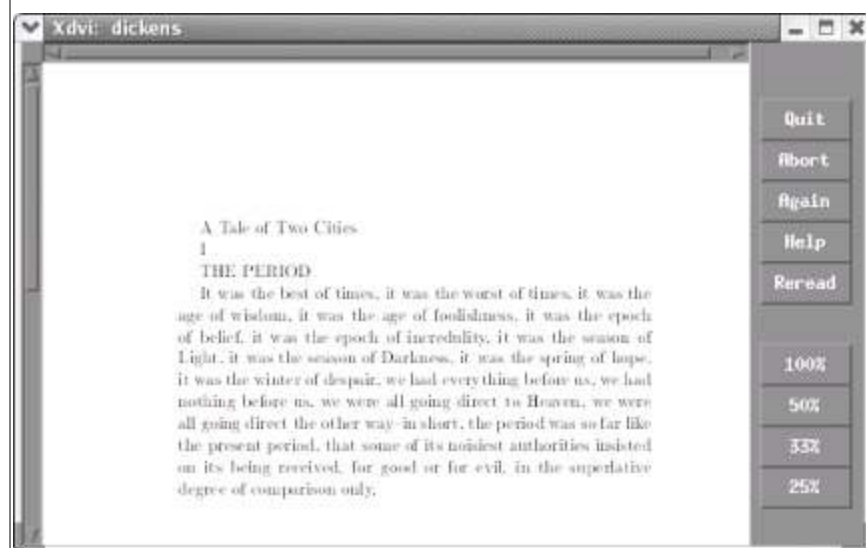 Xdvi: dickens
Quit
Abort
Again
Help
Reread
100%
50%
33%
25%
A Tale of Two Cities
I
THE PERIOD
It was the best of times, it was the worst of times, it was the
age of wisdom, it was the age of foolishness, it was the epoch
of belief, it was the epoch of incredulity, it was the season of
Light, it was the season of Darkness, it was the spring of hope,
it was the winter of despair, we had everything before us, we had
nothing before us, we were all going direct to Heaven, we were
all going direct the other way–in short, the period was so far like
the present period, that some of its noisiest authorities insisted
on its being received, for good or for evil, in the superlative
degree of comparison only.